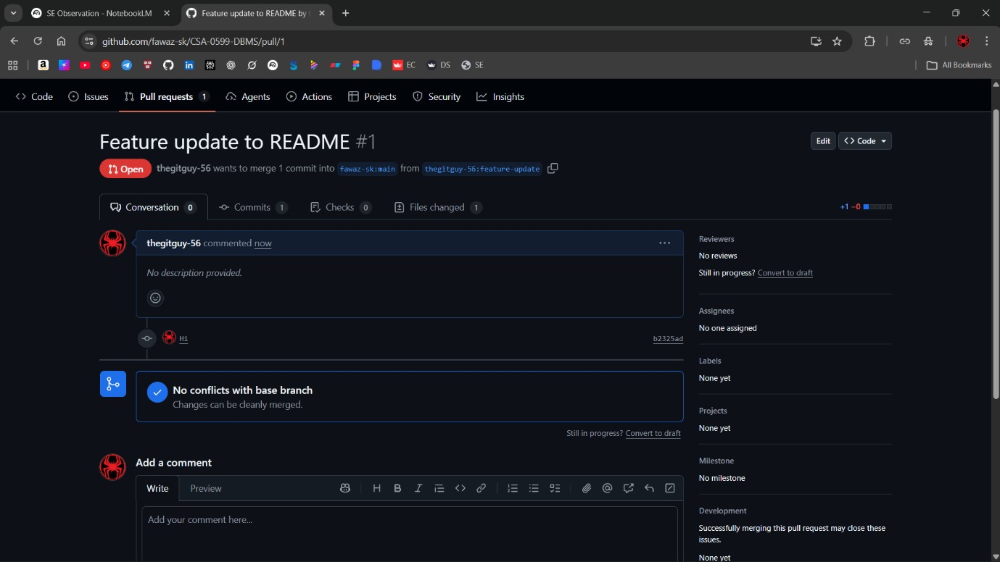 SE Observation - NotebookLM
Feature update to README by
github.com/fawaz-sk/CSA-0599-DBMS/pull/1
EC
DS
SE
All Bookmarks
Code
Issues
Pull requests 1
Agents
Actions
Projects
Security
Insights
Feature update to README #1
Edit
Code
Open
thegitguy-56 wants to merge 1 commit into fawaz-sk:main from thegitguy-56:feature-update
Conversation 0
Commits 1
Checks 0
Files changed 1
+1 −0
thegitguy-56 commented now
No description provided.
Hi
b2325ad
No conflicts with base branch
Changes can be cleanly merged.
Still in progress? Convert to draft
Add a comment
Write
Preview
Add your comment here...
Reviewers
No reviews
Still in progress? Convert to draft
Assignees
No one assigned
Labels
None yet
Projects
None yet
Milestone
No milestone
Development
Successfully merging this pull request may close these
issues.
None yet